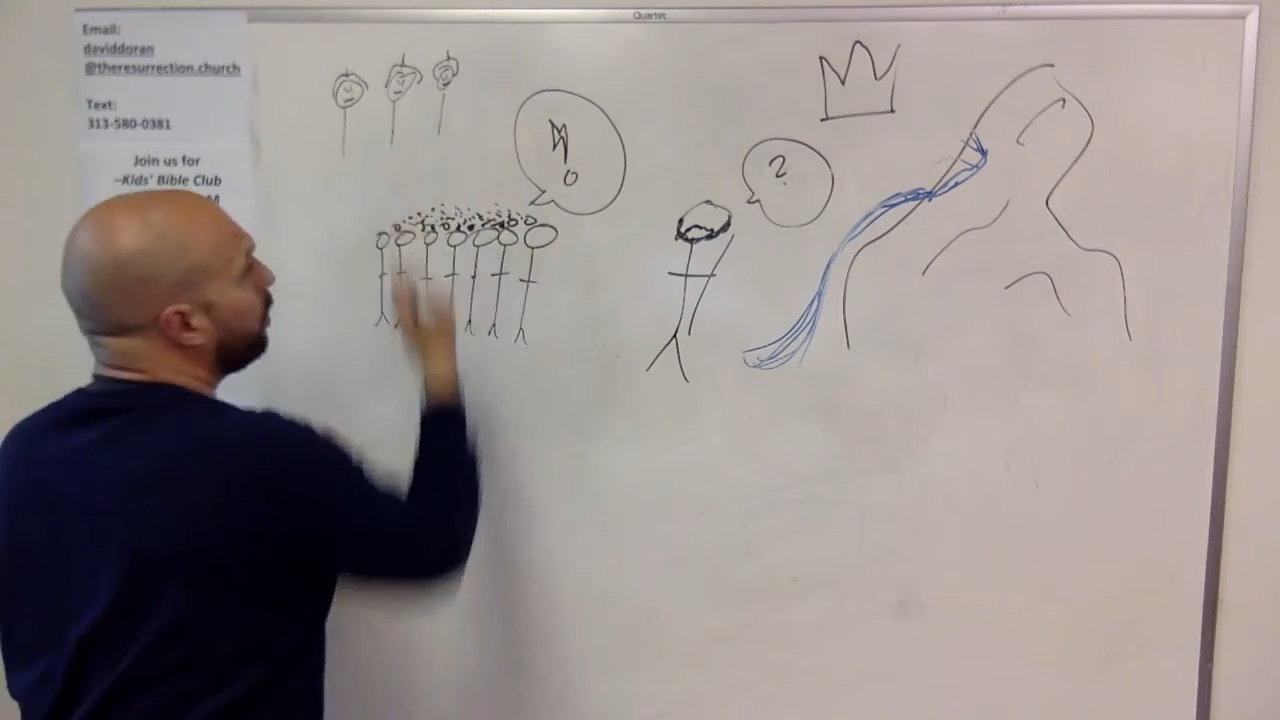 Quartet
Email:
daviddoran
@theresurrection.church
Text:
313-580-0381
Join us for
~Kids' Bible Club
?